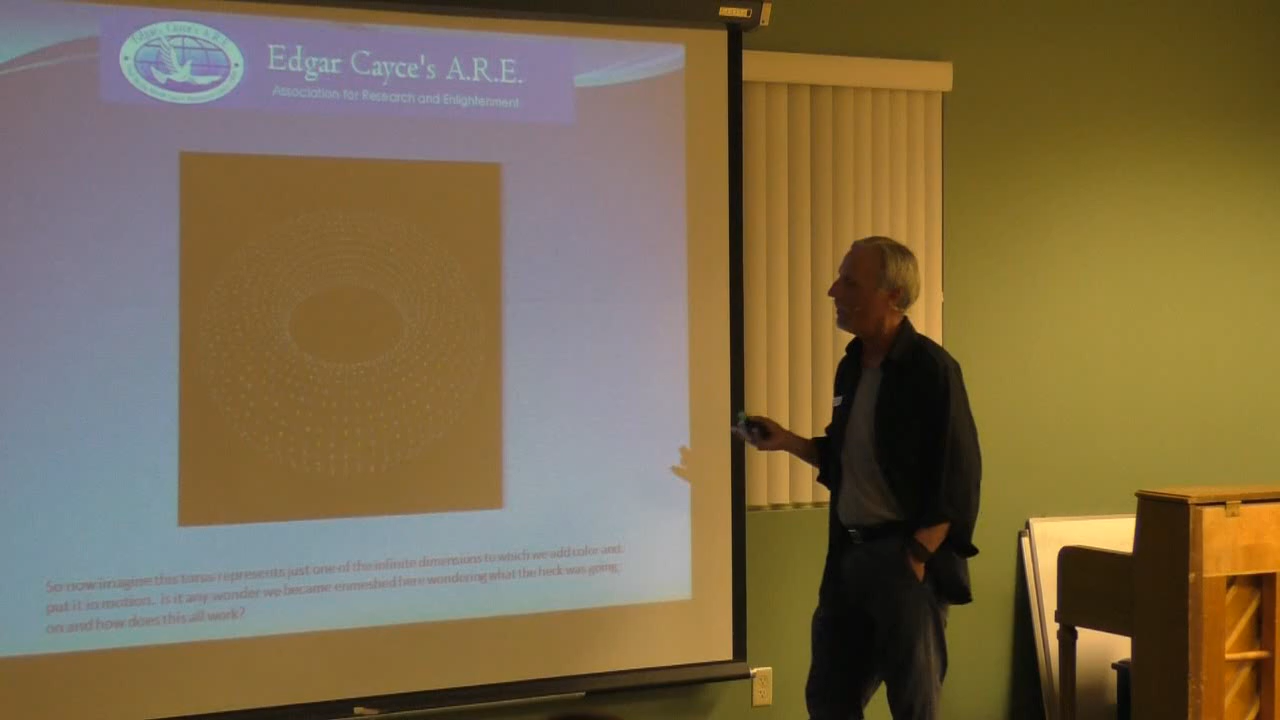 Edgar Cayce's A.R.E.
Edgar Cayce's A.R.E.
Association for Research and Enlightenment
So now imagine this torus represents just one of the infinite dimensions to which we add color and
put it in motion. Is it any wonder we became enmeshed here wondering what the heck was going
on and how does this all work?